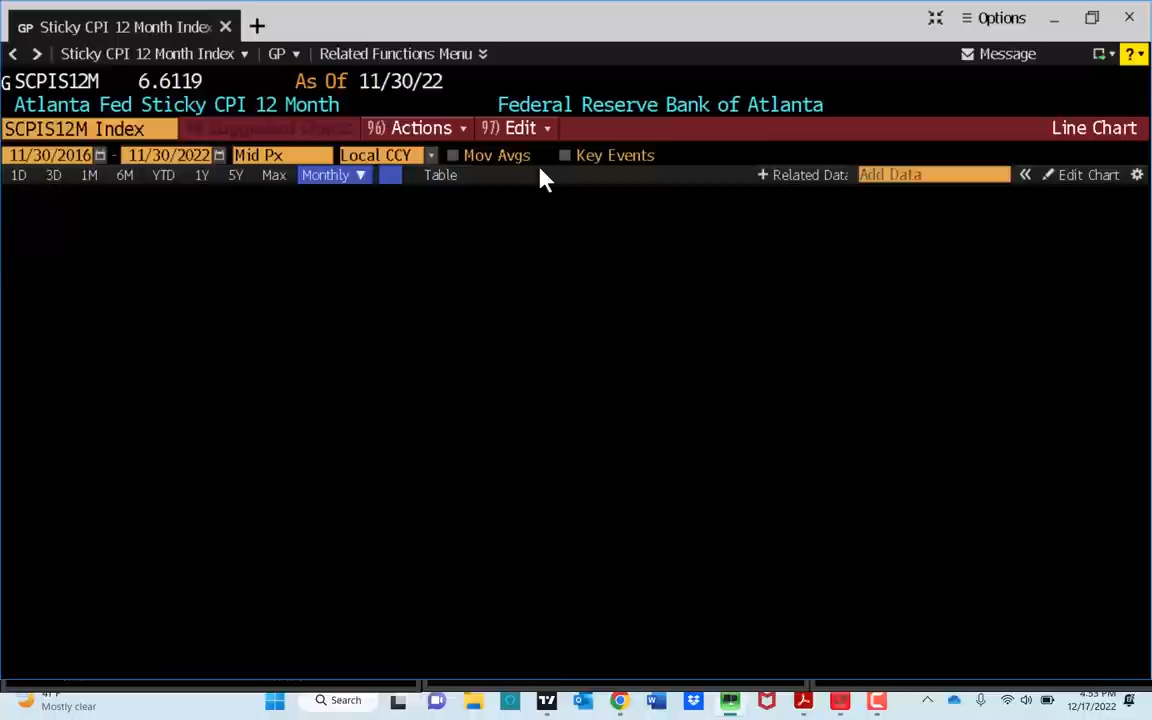 GP Sticky CPI 12 Month Index
Options
Sticky CPI 12 Month Index GP Related Functions Menu
Message
?
SCPIS12M 6.6119 As Of 11/30/22
Atlanta Fed Sticky CPI 12 Month Federal Reserve Bank of Atlanta
SCPIS12M Index 96) Actions 97) Edit Line Chart
11/30/2016 - 11/30/2022 Mid Px Local CCY Mov Avgs Key Events
1D 3D 1M 6M YTD 1Y 5Y Max Monthly ▼ Table + Related Data Add Data « Edit Chart
41°F
Mostly clear
Search
4:53 PM
12/17/2022